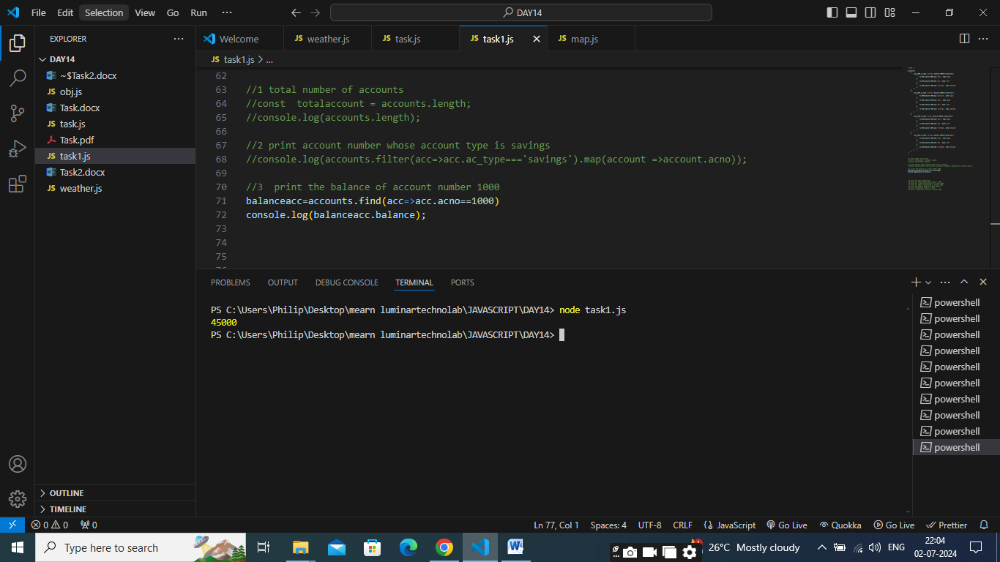 File Edit Selection View Go Run ···
DAY14
EXPLORER
Welcome
JS weather.js
JS task.js
JS task1.js
JS map.js
DAY14
JS task1.js > ...
~$Task2.docx
JS obj.js
Task.docx
JS task.js
Task.pdf
JS task1.js
Task2.docx
JS weather.js
62
63 //1 total number of accounts
64 //const  totalaccount = accounts.length;
65 //console.log(accounts.length);
66
67 //2 print account number whose account type is savings
68 //console.log(accounts.filter(acc=>acc.ac_type==='savings').map(account =>account.acno));
69
70 //3  print the balance of account number 1000
71 balanceacc=accounts.find(acc=>acc.acno==1000)
72 console.log(balanceacc.balance);
73
74
75
PROBLEMS OUTPUT DEBUG CONSOLE TERMINAL PORTS
PS C:\Users\Philip\Desktop\mearn luminartechnolab\JAVASCRIPT\DAY14> node task1.js
45000
PS C:\Users\Philip\Desktop\mearn luminartechnolab\JAVASCRIPT\DAY14>
powershell
powershell
powershell
powershell
powershell
powershell
powershell
powershell
powershell
powershell
OUTLINE
TIMELINE
0 0 0 Ln 77, Col 1 Spaces: 4 UTF-8 CRLF {} JavaScript Go Live Quokka Go Live Prettier
Type here to search
26°C Mostly cloudy
ENG
22:04
02-07-2024